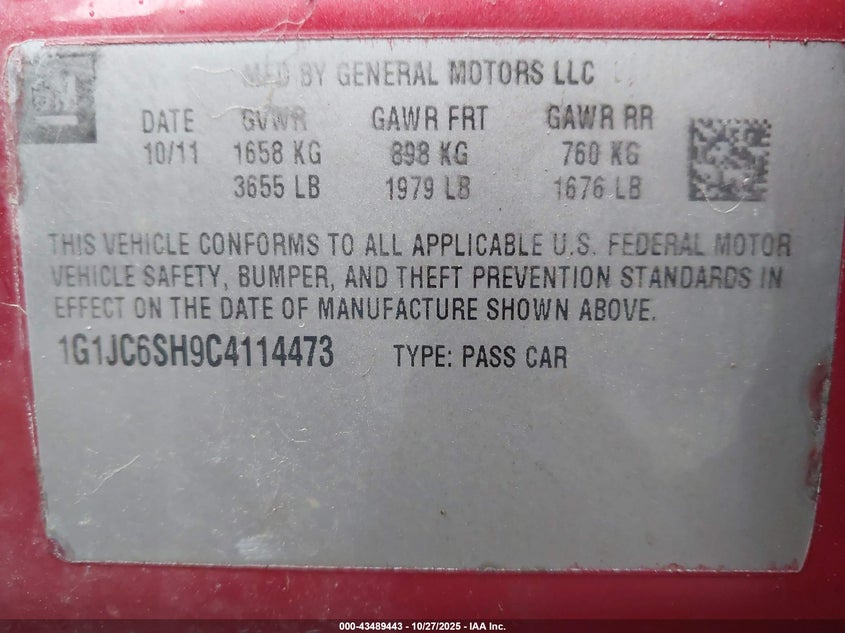 GM
MFD BY GENERAL MOTORS LLC
DATE GVWR GAWR FRT GAWR RR
10/11 1658 KG 898 KG 760 KG
3655 LB 1979 LB 1676 LB
THIS VEHICLE CONFORMS TO ALL APPLICABLE U.S. FEDERAL MOTOR
VEHICLE SAFETY, BUMPER, AND THEFT PREVENTION STANDARDS IN
EFFECT ON THE DATE OF MANUFACTURE SHOWN ABOVE.
1G1JC6SH9C4114473 TYPE: PASS CAR
000-43489443 - 10/27/2025 - IAA Inc.